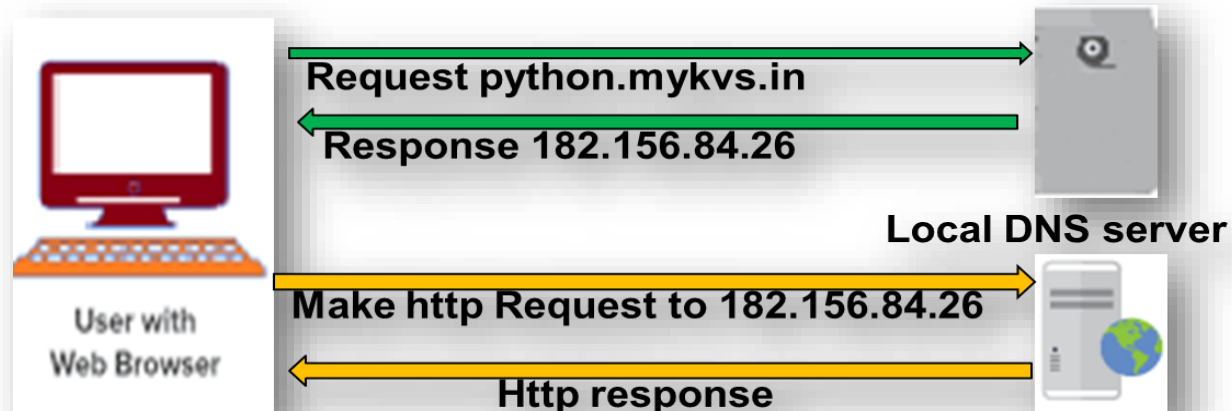 Request python.mykvs.in
Response 182.156.84.26
Local DNS server
Make http Request to 182.156.84.26
User with
Web Browser
Http response